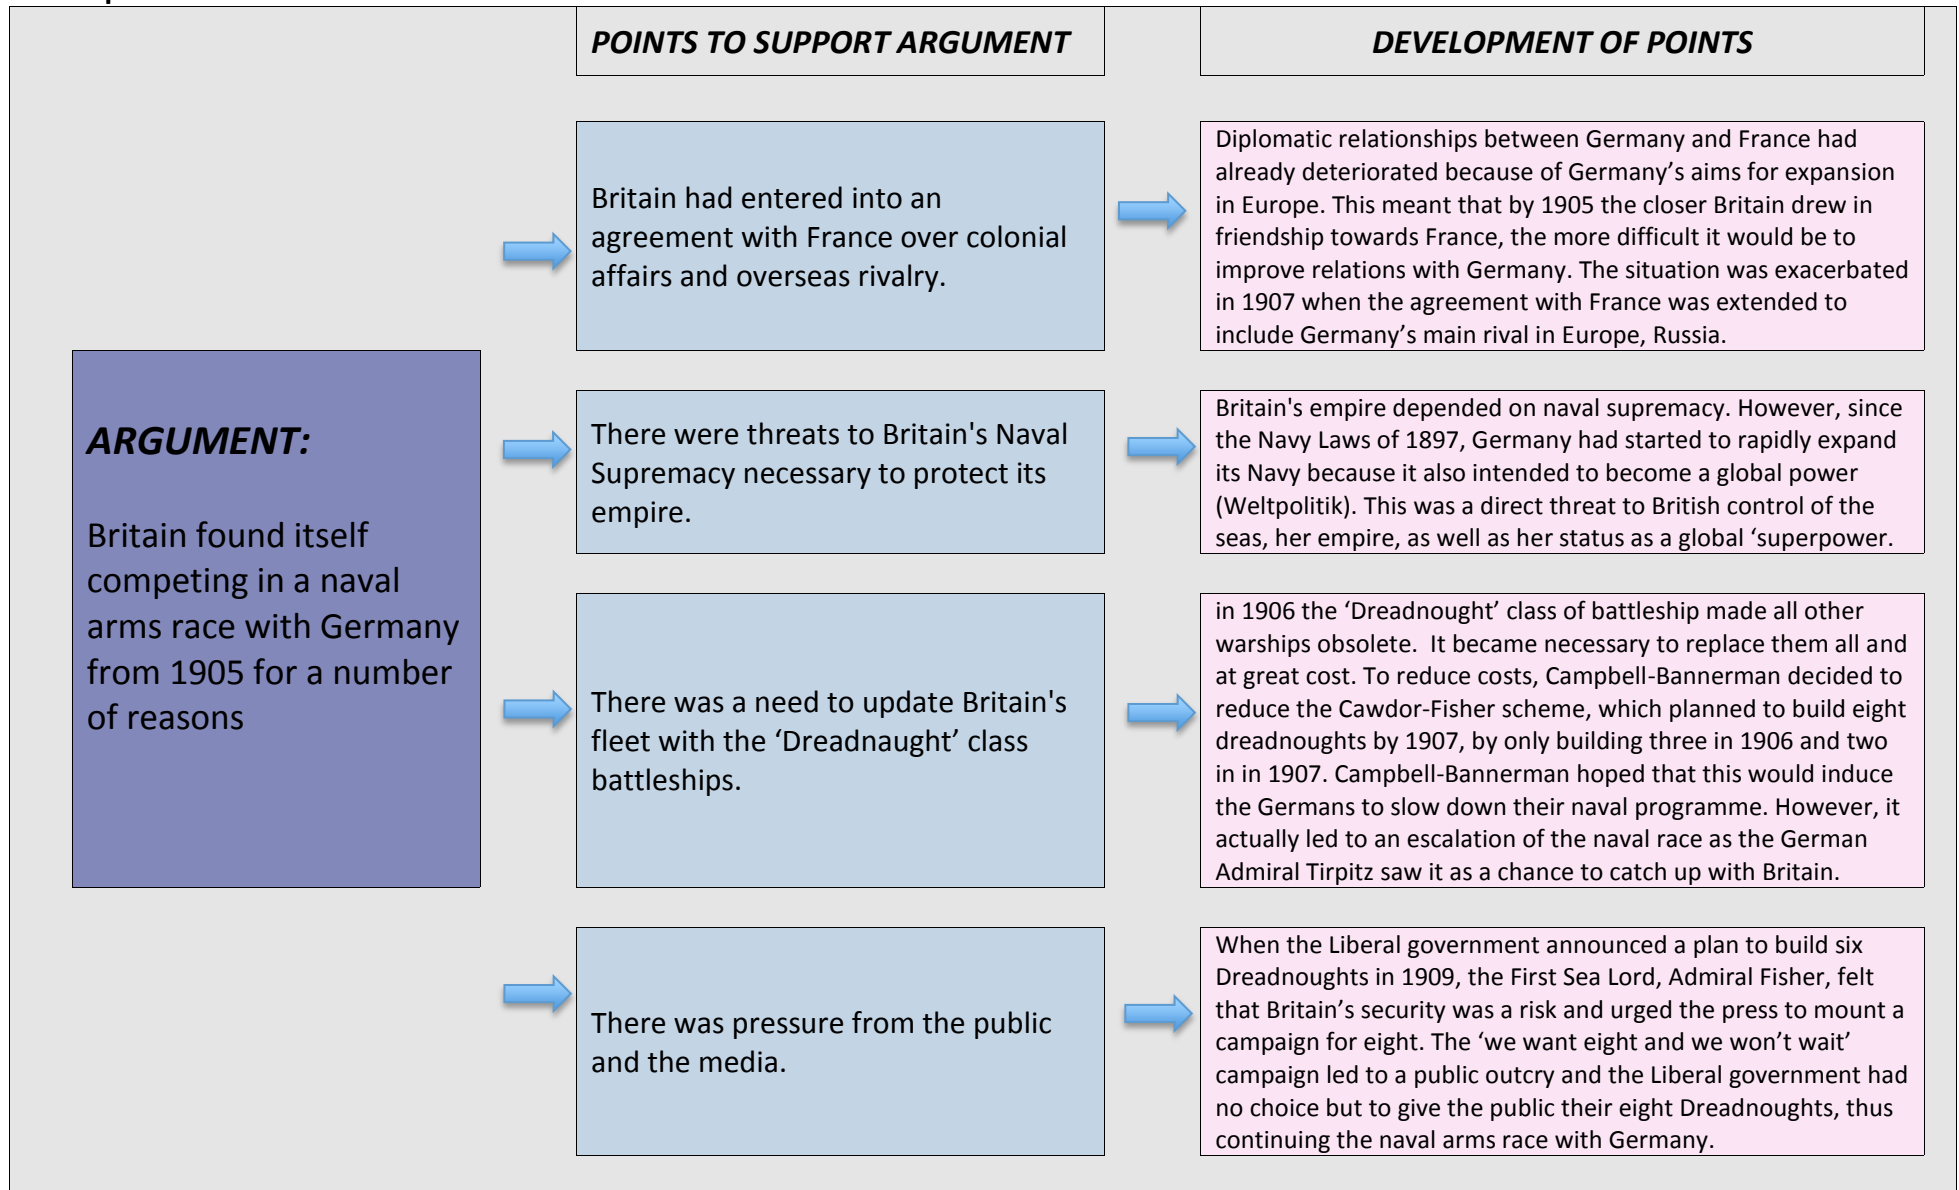 POINTS TO SUPPORT ARGUMENT
DEVELOPMENT OF POINTS
ARGUMENT:
Britain found itself
competing in a naval
arms race with Germany
from 1905 for a number
of reasons
Britain had entered into an
agreement with France over colonial
affairs and overseas rivalry.
Diplomatic relationships between Germany and France had
already deteriorated because of Germany’s aims for expansion
in Europe. This meant that by 1905 the closer Britain drew in
friendship towards France, the more difficult it would be to
improve relations with Germany. The situation was exacerbated
in 1907 when the agreement with France was extended to
include Germany’s main rival in Europe, Russia.
There were threats to Britain's Naval
Supremacy necessary to protect its
empire.
Britain's empire depended on naval supremacy. However, since
the Navy Laws of 1897, Germany had started to rapidly expand
its Navy because it also intended to become a global power
(Weltpolitik). This was a direct threat to British control of the
seas, her empire, as well as her status as a global ‘superpower.
There was a need to update Britain's
fleet with the ‘Dreadnaught’ class
battleships.
in 1906 the ‘Dreadnought’ class of battleship made all other
warships obsolete.  It became necessary to replace them all and
at great cost. To reduce costs, Campbell-Bannerman decided to
reduce the Cawdor-Fisher scheme, which planned to build eight
dreadnoughts by 1907, by only building three in 1906 and two
in in 1907. Campbell-Bannerman hoped that this would induce
the Germans to slow down their naval programme. However, it
actually led to an escalation of the naval race as the German
Admiral Tirpitz saw it as a chance to catch up with Britain.
There was pressure from the public
and the media.
When the Liberal government announced a plan to build six
Dreadnoughts in 1909, the First Sea Lord, Admiral Fisher, felt
that Britain’s security was a risk and urged the press to mount a
campaign for eight. The ‘we want eight and we won’t wait’
campaign led to a public outcry and the Liberal government had
no choice but to give the public their eight Dreadnoughts, thus
continuing the naval arms race with Germany.